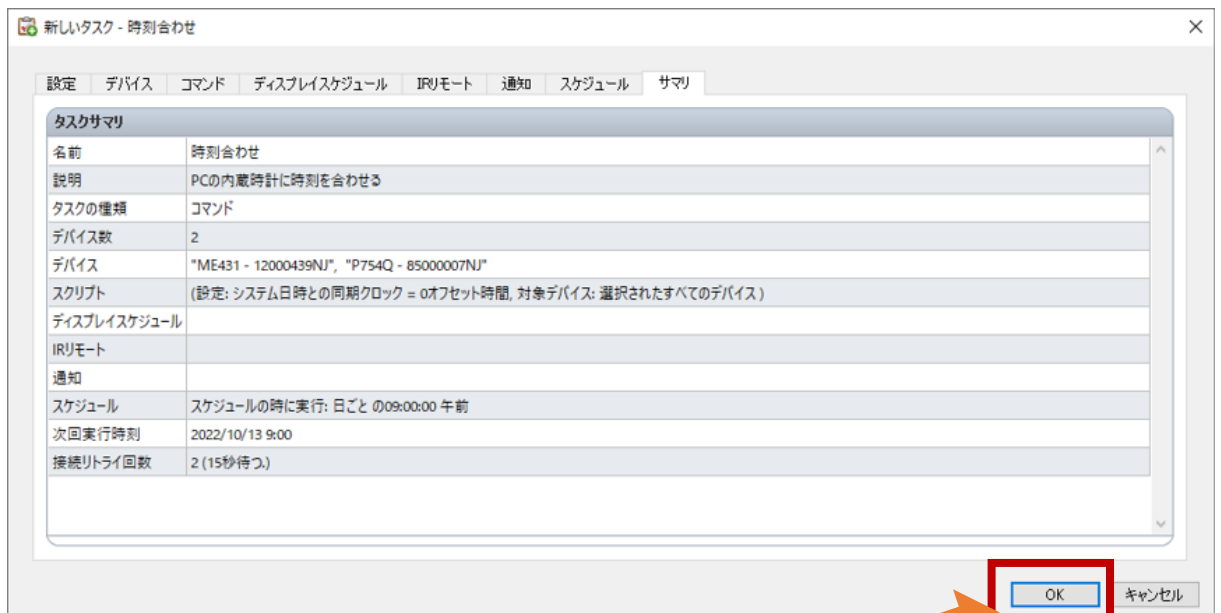 新しいタスク - 時刻合わせ
設定 デバイス コマンド ディスプレイスケジュール IRリモート 通知 スケジュール サマリ
タスクサマリ
名前 時刻合わせ
説明 PCの内蔵時計に時刻を合わせる
タスクの種類 コマンド
デバイス数 2
デバイス "ME431 - 12000439NJ", "P754Q - 85000007NJ"
スクリプト (設定: システム日時との同期クロック = 0オフセット時間, 対象デバイス: 選択されたすべてのデバイス )
ディスプレイスケジュール
IRリモート
通知
スケジュール スケジュールの時に実行: 日ごと の09:00:00 午前
次回実行時刻 2022/10/13 9:00
接続リトライ回数 2 (15秒待つ.)
OK キャンセル